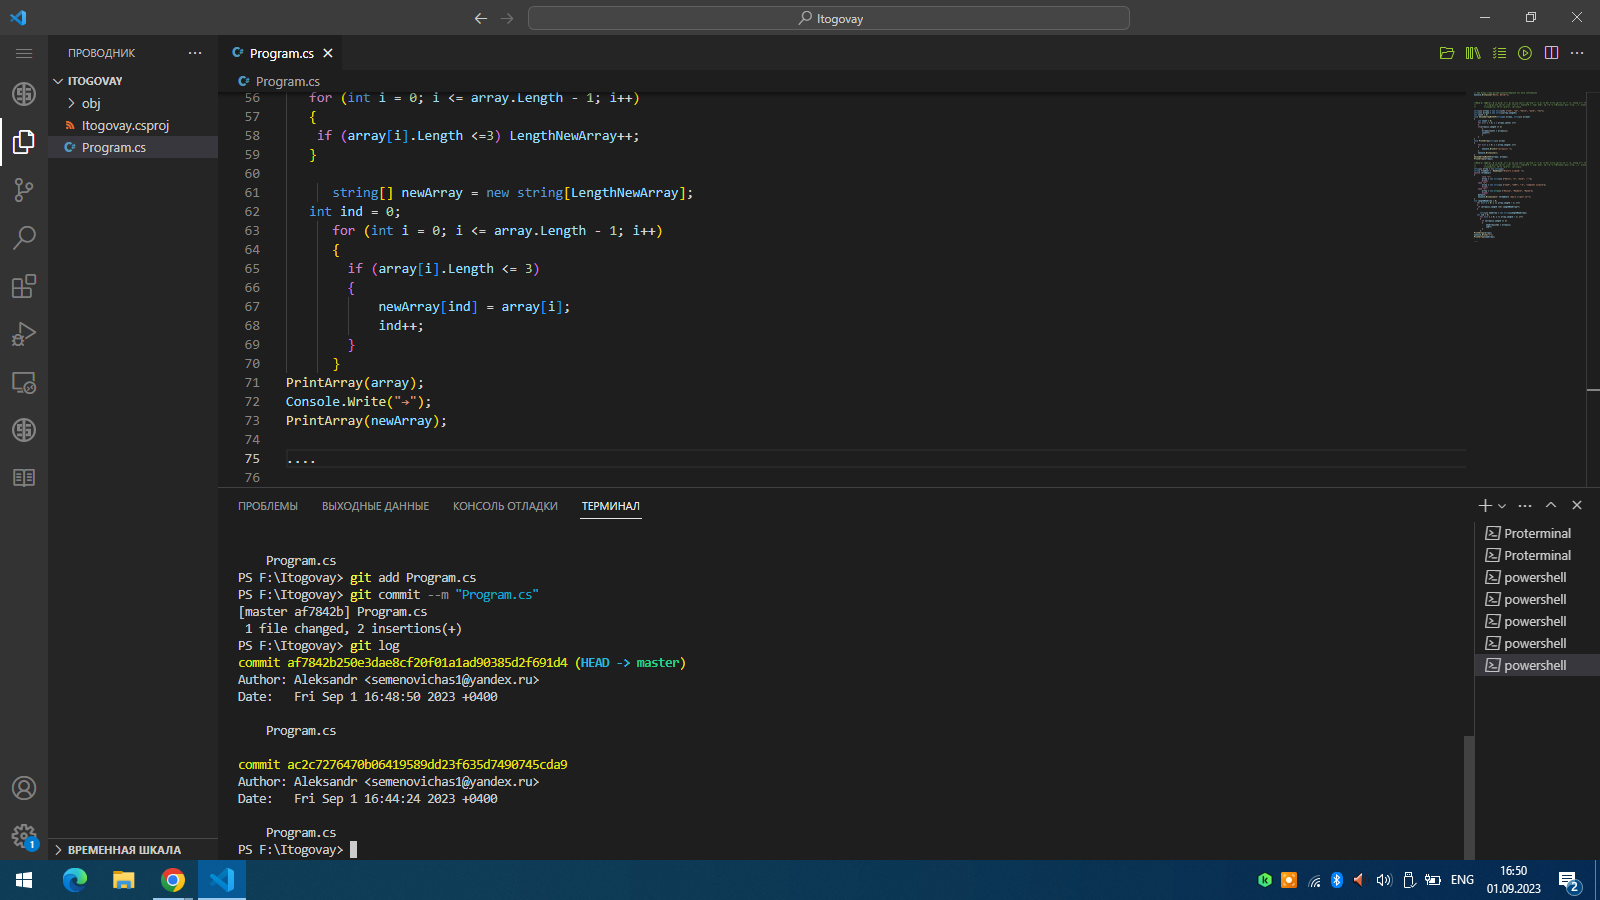 Itogovay
ПРОВОДНИК
ITOGOVAY
obj
Itogovay.csproj
Program.cs
ВРЕМЕННАЯ ШКАЛА
1
Program.cs
Program.cs
56 for (int i = 0; i <= array.Length - 1; i++)
57 {
58 if (array[i].Length <=3) LengthNewArray++;
59 }
60
61 string[] newArray = new string[LengthNewArray];
62 int ind = 0;
63 for (int i = 0; i <= array.Length - 1; i++)
64 {
65 if (array[i].Length <= 3)
66 {
67 newArray[ind] = array[i];
68 ind++;
69 }
70 }
71 PrintArray(array);
72 Console.Write("→");
73 PrintArray(newArray);
74
75 ....
76
ПРОБЛЕМЫ ВЫХОДНЫЕ ДАННЫЕ КОНСОЛЬ ОТЛАДКИ ТЕРМИНАЛ
Program.cs
PS F:\Itogovay> git add Program.cs
PS F:\Itogovay> git commit --m "Program.cs"
[master af7842b] Program.cs
1 file changed, 2 insertions(+)
PS F:\Itogovay> git log
commit af7842b250e3dae8cf20f01a1ad90385d2f691d4 (HEAD -> master)
Author: Aleksandr <semenovichas1@yandex.ru>
Date: Fri Sep 1 16:48:50 2023 +0400
Program.cs
commit ac2c7276470b06419589dd23f635d7490745cda9
Author: Aleksandr <semenovichas1@yandex.ru>
Date: Fri Sep 1 16:44:24 2023 +0400
Program.cs
PS F:\Itogovay>
Proterminal
Proterminal
powershell
powershell
powershell
powershell
powershell
ENG
16:50
01.09.2023
2